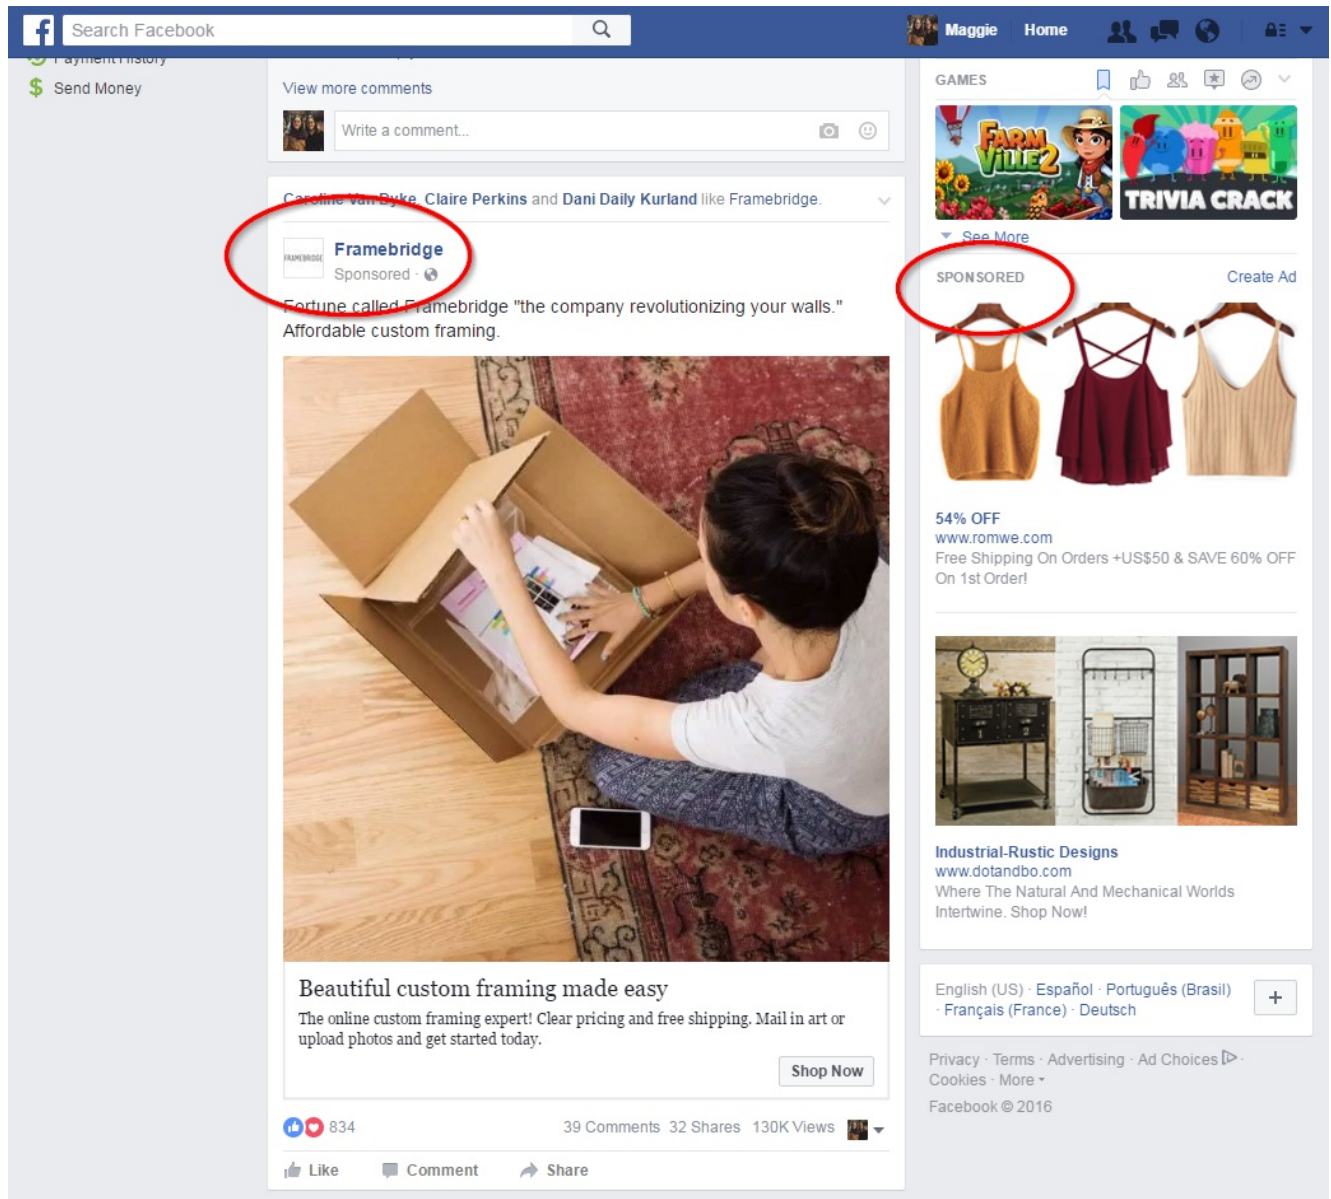 Search Facebook
Maggie
Home
Payment History
Send Money
View more comments
Write a comment...
Caroline Van Dyke, Claire Perkins and Dani Daily Kurland like Framebridge.
FRAMEBRIDGE
Framebridge
Sponsored ·
Fortune called Framebridge "the company revolutionizing your walls."
Affordable custom framing.
Beautiful custom framing made easy
The online custom framing expert! Clear pricing and free shipping. Mail in art or
upload photos and get started today.
Shop Now
834
39 Comments 32 Shares 130K Views
Like
Comment
Share
GAMES
FARM
VILLE2
TRIVIA CRACK
See More
SPONSORED
Create Ad
54% OFF
www.romwe.com
Free Shipping On Orders +US$50 & SAVE 60% OFF
On 1st Order!
1 2
Industrial-Rustic Designs
www.dotandbo.com
Where The Natural And Mechanical Worlds
Intertwine. Shop Now!
English (US) · Español · Português (Brasil)
· Français (France) · Deutsch
+
Privacy · Terms · Advertising · Ad Choices ·
Cookies · More
Facebook © 2016